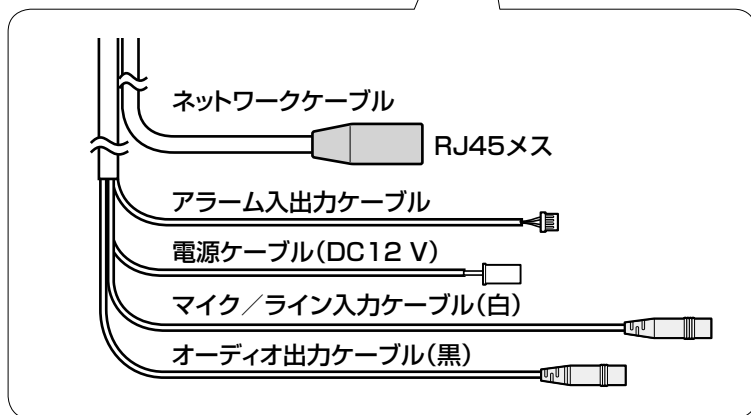 ネットワークケーブル
RJ45メス
アラーム入出力ケーブル
電源ケーブル（DC12 V）
マイク／ライン入力ケーブル（白）
オーディオ出力ケーブル（黒）